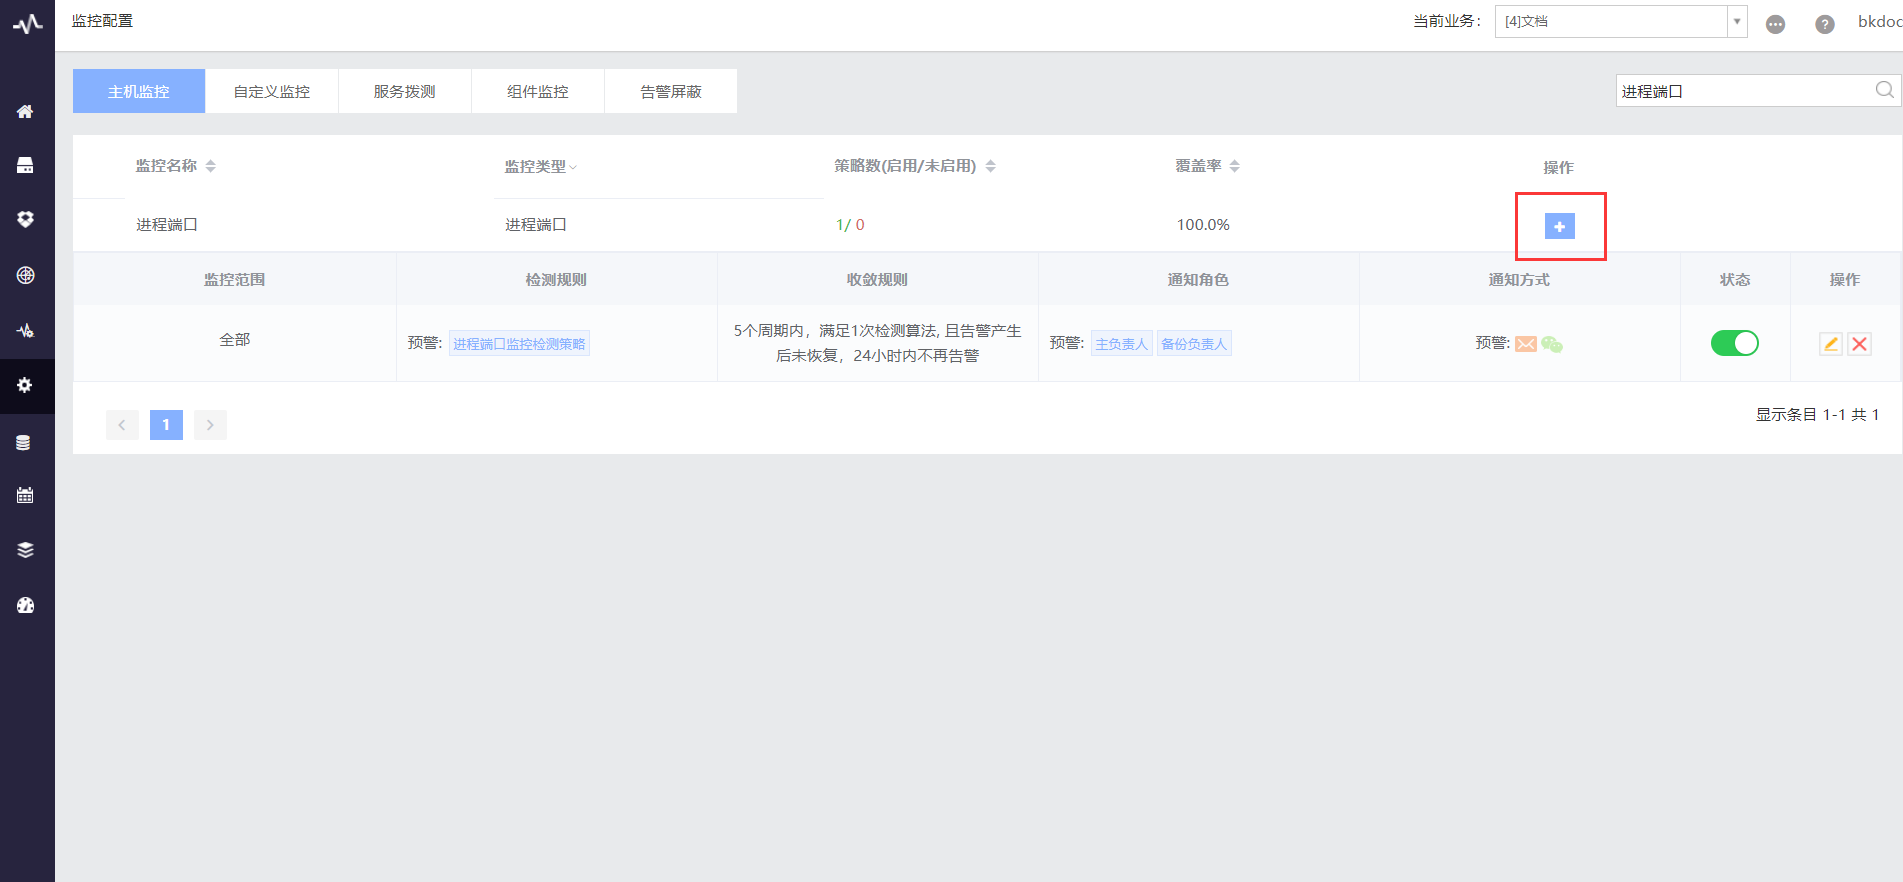 监控配置
当前业务：
[4]文档
bkdoc
主机监控
自定义监控
服务拨测
组件监控
告警屏蔽
进程端口
监控名称
监控类型
策略数(启用/未启用)
覆盖率
操作
进程端口
进程端口
1/ 0
100.0%
监控范围
检测规则
收敛规则
通知角色
通知方式
状态
操作
全部
预警: 进程端口监控检测策略
5个周期内，满足1次检测算法, 且告警产生
后未恢复，24小时内不再告警
预警: 主负责人 备份负责人
预警:
1
显示条目 1-1 共 1